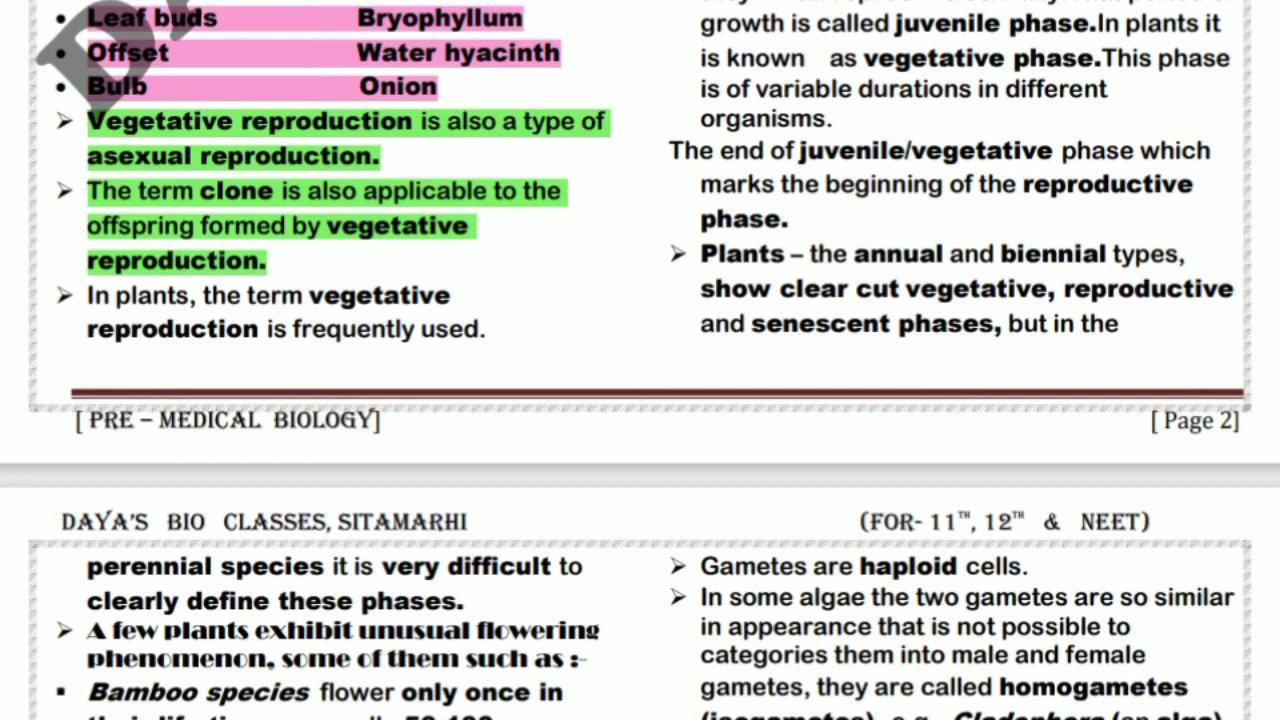 • Leaf buds Bryophyllum
• Offset Water hyacinth
• Bulb Onion
➢ Vegetative reproduction is also a type of
asexual reproduction.
➢ The term clone is also applicable to the
offspring formed by vegetative
reproduction.
➢ In plants, the term vegetative
reproduction is frequently used.
growth is called juvenile phase.In plants it
is known as vegetative phase.This phase
is of variable durations in different
organisms.
The end of juvenile/vegetative phase which
marks the beginning of the reproductive
phase.
➢ Plants – the annual and biennial types,
show clear cut vegetative, reproductive
and senescent phases, but in the
[ PRE – MEDICAL BIOLOGY]
[ Page 2]
DAYA'S BIO CLASSES, SITAMARHI
(FOR- 11TH, 12TH & NEET)
perennial species it is very difficult to
clearly define these phases.
➢ A few plants exhibit unusual flowering
phenomenon, some of them such as :-
▪ Bamboo species flower only once in
➢ Gametes are haploid cells.
➢ In some algae the two gametes are so similar
in appearance that is not possible to
categories them into male and female
gametes, they are called homogametes